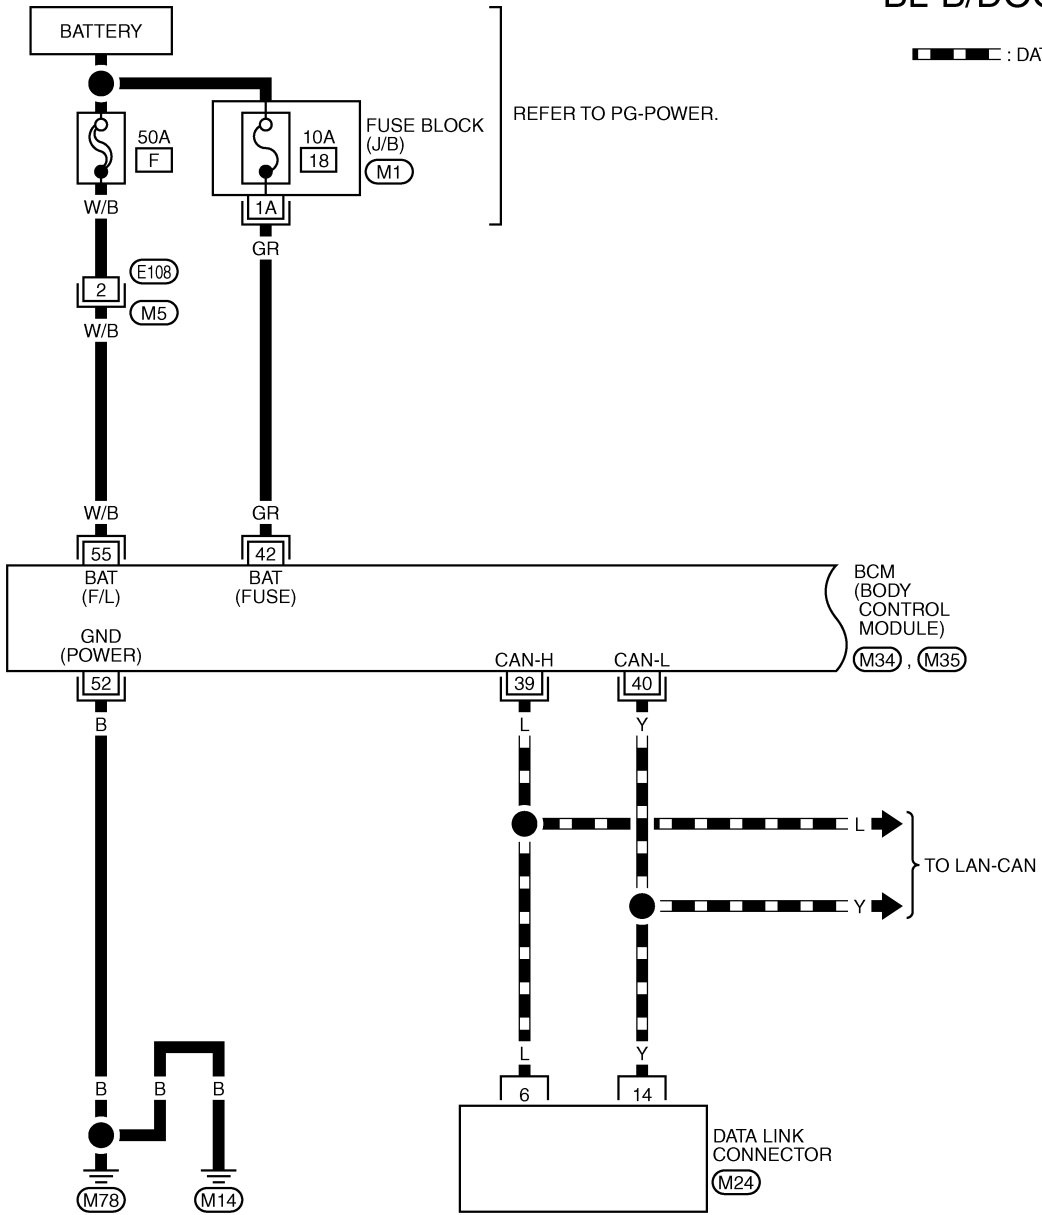 BATTERY
: DA
50A
F
10A
18
FUSE BLOCK
(J/B)
M1
REFER TO PG-POWER.
W/B
1A
GR
E108
2
M5
W/B
W/B
GR
55
42
BAT
(F/L)
BAT
(FUSE)
BCM
(BODY
CONTROL
MODULE)
M34 , M35
GND
(POWER)
CAN-H
CAN-L
52
39
40
B
L
Y
L
Y
TO LAN-CAN
L
Y
B
B
B
6
14
DATA LINK
CONNECTOR
M24
M78
M14